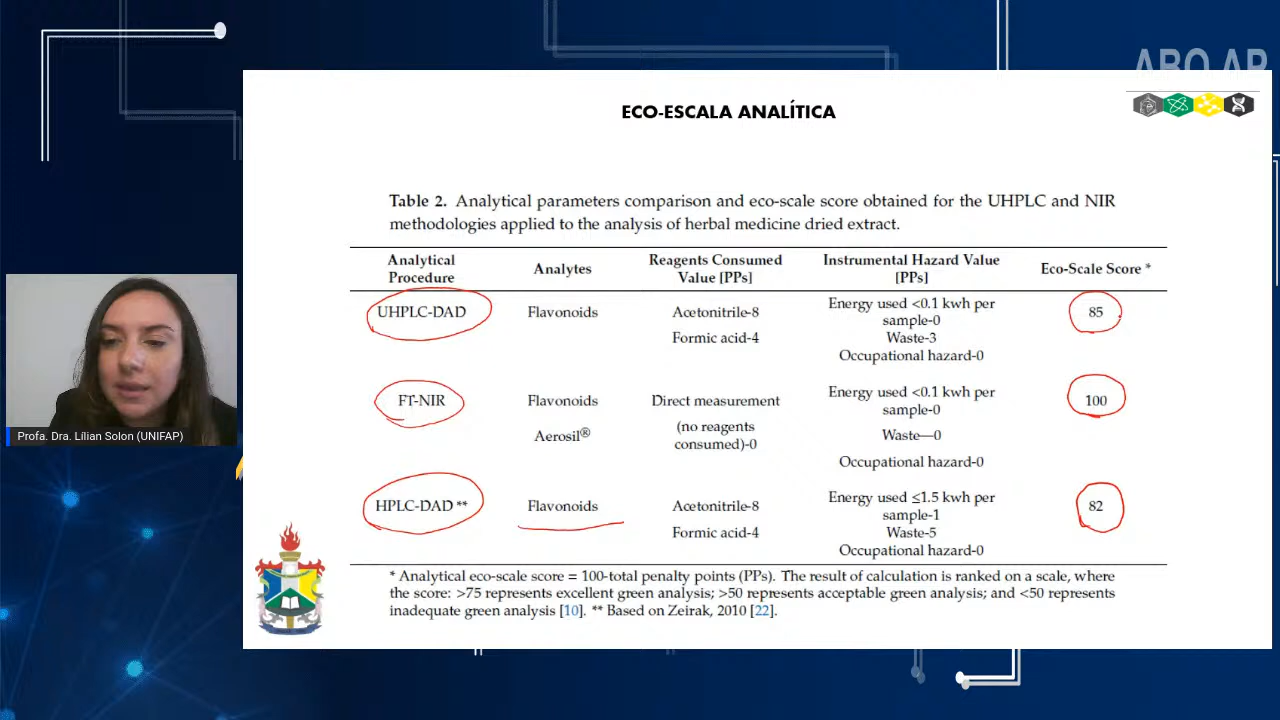 ABQ AP
ECO-ESCALA ANALÍTICA
Table 2. Analytical parameters comparison and eco-scale score obtained for the UHPLC and NIR
methodologies applied to the analysis of herbal medicine dried extract.
Analytical Procedure Analytes Reagents Consumed Value [PPs] Instrumental Hazard Value [PPs] Eco-Scale Score *
UHPLC-DAD Flavonoids Acetonitrile-8 Energy used <0.1 kwh per sample-0 85
Formic acid-4 Waste-3
Occupational hazard-0
FT-NIR Flavonoids Direct measurement Energy used <0.1 kwh per sample-0 100
Aerosil® (no reagents consumed)-0 Waste—0
Occupational hazard-0
HPLC-DAD ** Flavonoids Acetonitrile-8 Energy used ≤1.5 kwh per sample-1 82
Formic acid-4 Waste-5
Occupational hazard-0
* Analytical eco-scale score = 100-total penalty points (PPs). The result of calculation is ranked on a scale, where
the score: >75 represents excellent green analysis; >50 represents acceptable green analysis; and <50 represents
inadequate green analysis [10]. ** Based on Zeirak, 2010 [22].
Profa. Dra. Lílian Solon (UNIFAP)